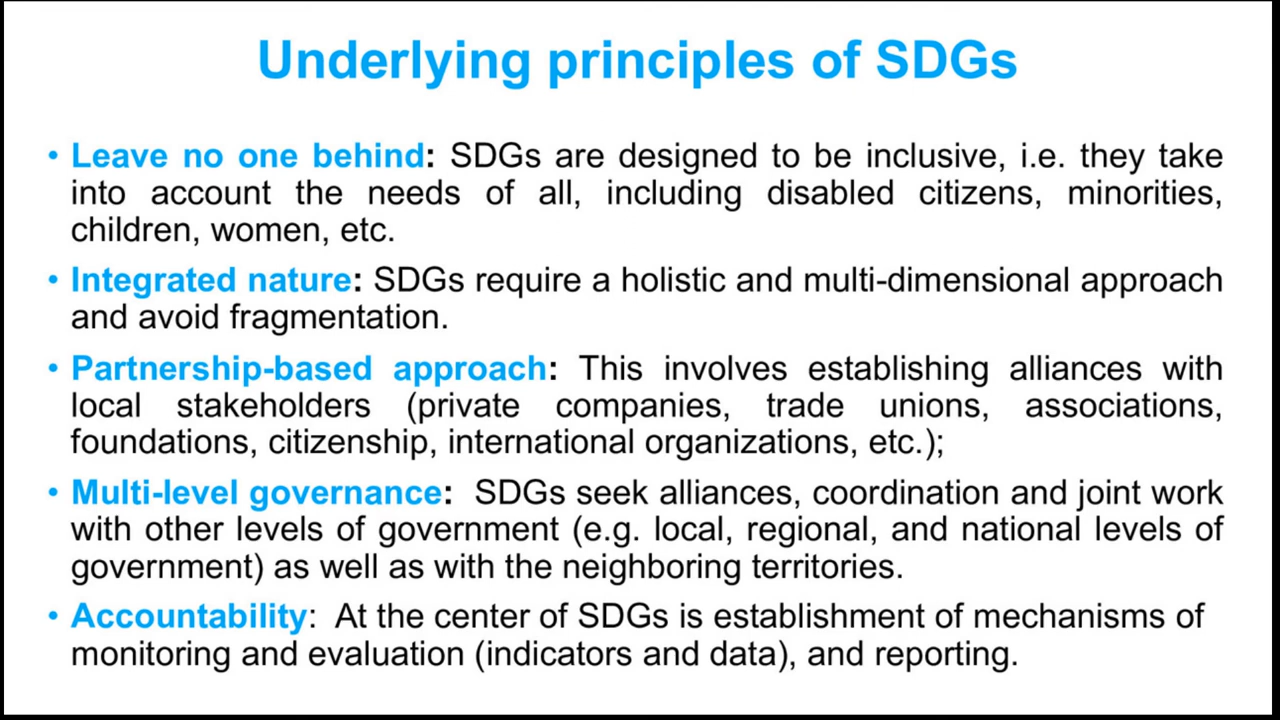 Underlying principles of SDGs
• Leave no one behind: SDGs are designed to be inclusive, i.e. they take
into account the needs of all, including disabled citizens, minorities,
children, women, etc.
• Integrated nature: SDGs require a holistic and multi-dimensional approach
and avoid fragmentation.
• Partnership-based approach: This involves establishing alliances with
local stakeholders (private companies, trade unions, associations,
foundations, citizenship, international organizations, etc.);
• Multi-level governance: SDGs seek alliances, coordination and joint work
with other levels of government (e.g. local, regional, and national levels of
government) as well as with the neighboring territories.
• Accountability: At the center of SDGs is establishment of mechanisms of
monitoring and evaluation (indicators and data), and reporting.